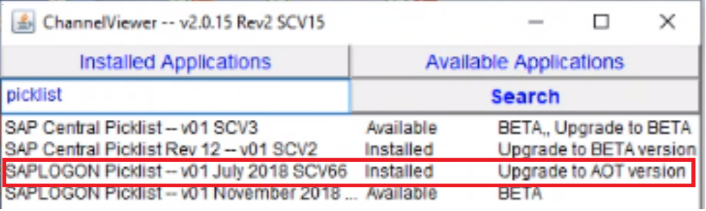 ChannelViewer -- v2.0.15 Rev2 SCV15
Installed Applications Available Applications
picklist Search
SAP Central Picklist -- v01 SCV3 Available BETA,, Upgrade to BETA
SAP Central Picklist Rev 12 -- v01 SCV2 Installed Upgrade to BETA version
SAPLOGON Picklist -- v01 July 2018 SCV66 Installed Upgrade to AOT version
SAPLOGON Picklist -- v01 November 2018 ... Available BETA